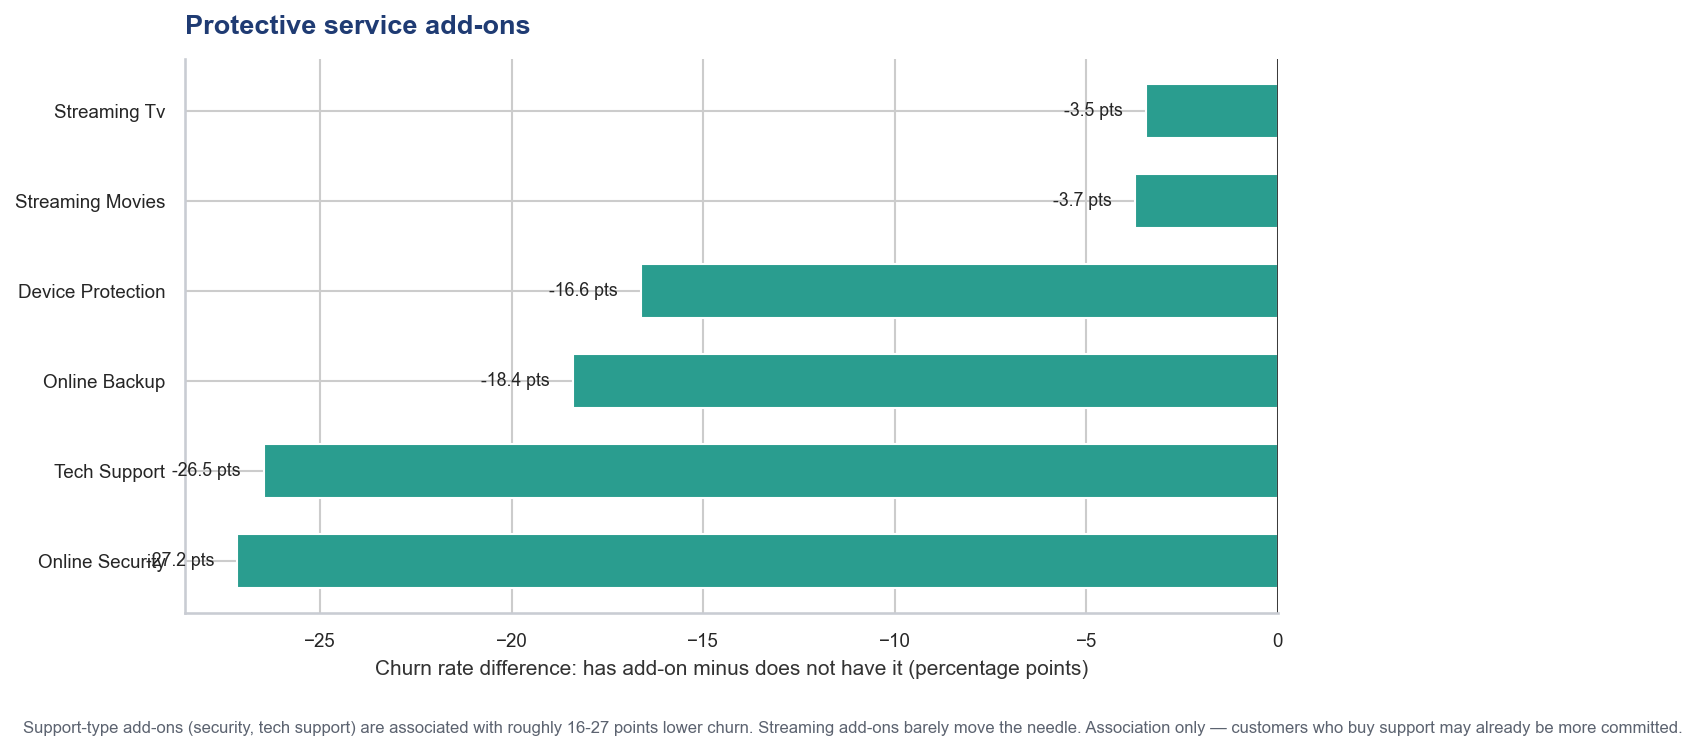 Protective service add-ons
Streaming Tv -3.5 pts
Streaming Movies -3.7 pts
Device Protection -16.6 pts
Online Backup -18.4 pts
Tech Support -26.5 pts
Online Security -27.2 pts
−25 −20 −15 −10 −5 0
Churn rate difference: has add-on minus does not have it (percentage points)
Support-type add-ons (security, tech support) are associated with roughly 16-27 points lower churn. Streaming add-ons barely move the needle. Association only — customers who buy support may already be more committed.